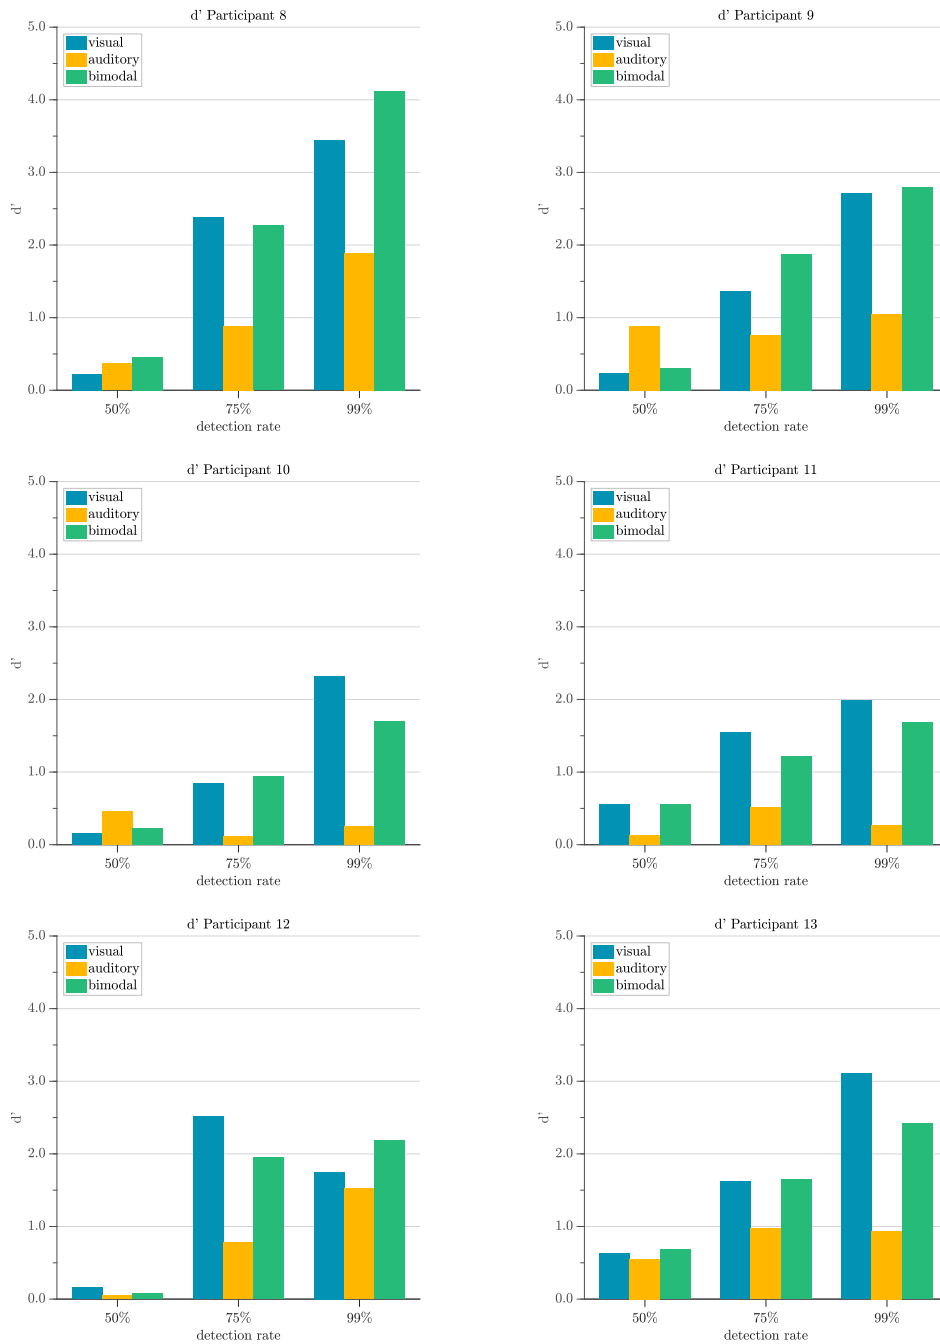 d' Participant 8
5.0
4.0
3.0
2.0
1.0
0.0
d'
visual
auditory
bimodal
50% 75% 99%
detection rate
d' Participant 9
5.0
4.0
3.0
2.0
1.0
0.0
d'
visual
auditory
bimodal
50% 75% 99%
detection rate
d' Participant 10
5.0
4.0
3.0
2.0
1.0
0.0
d'
visual
auditory
bimodal
50% 75% 99%
detection rate
d' Participant 11
5.0
4.0
3.0
2.0
1.0
0.0
d'
visual
auditory
bimodal
50% 75% 99%
detection rate
d' Participant 12
5.0
4.0
3.0
2.0
1.0
0.0
d'
visual
auditory
bimodal
50% 75% 99%
detection rate
d' Participant 13
5.0
4.0
3.0
2.0
1.0
0.0
d'
visual
auditory
bimodal
50% 75% 99%
detection rate